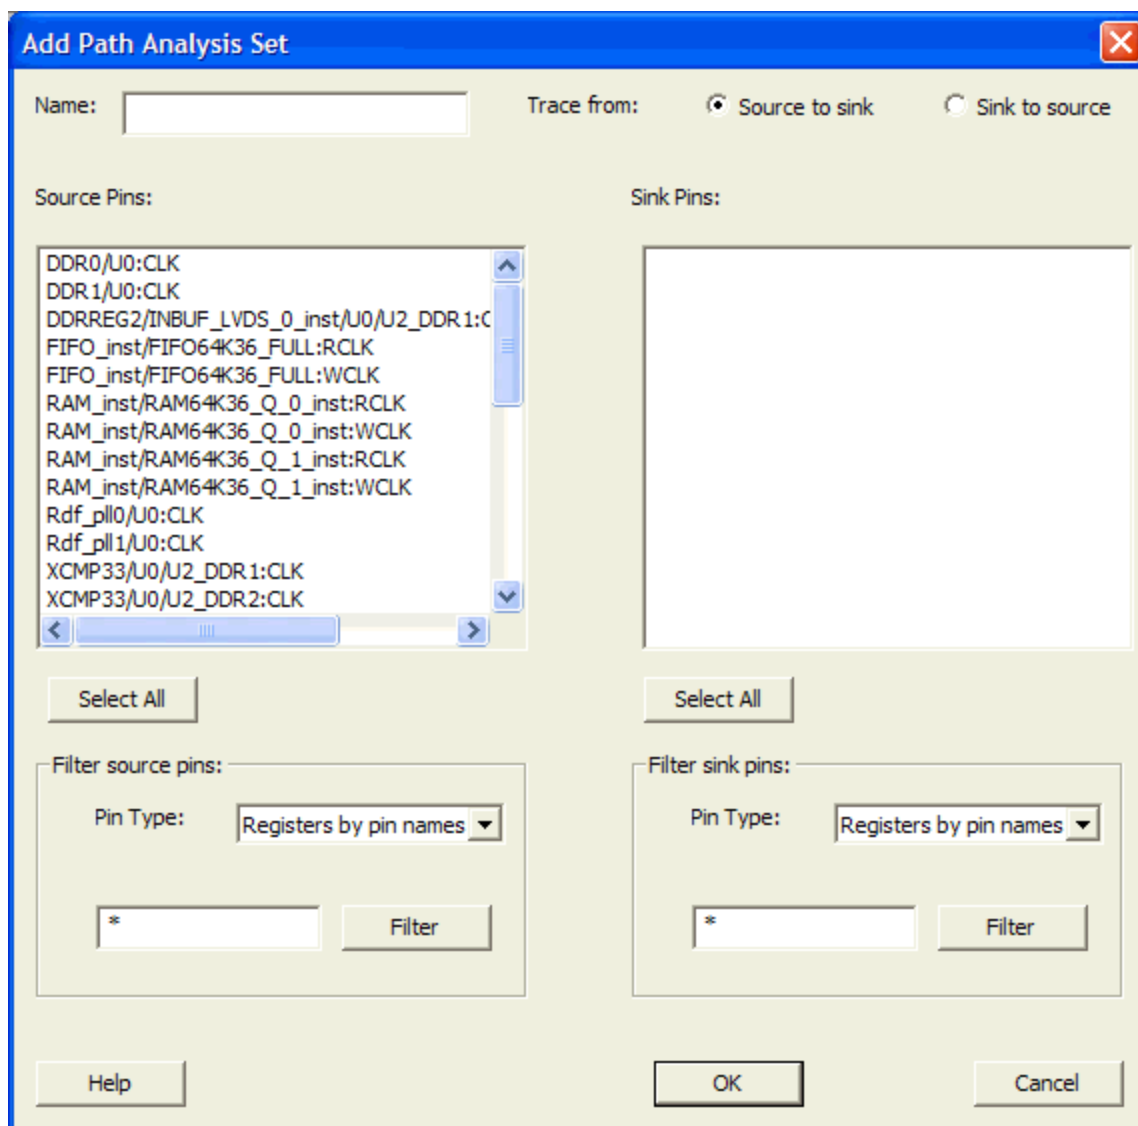 Add Path Analysis Set
Name:
Trace from: Source to sink Sink to source
Source Pins:
Sink Pins:
DDR0/U0:CLK
DDR1/U0:CLK
DDRREG2/INBUF_LVDS_0_inst/U0/U2_DDR1:C
FIFO_inst/FIFO64K36_FULL:RCLK
FIFO_inst/FIFO64K36_FULL:WCLK
RAM_inst/RAM64K36_Q_0_inst:RCLK
RAM_inst/RAM64K36_Q_0_inst:WCLK
RAM_inst/RAM64K36_Q_1_inst:RCLK
RAM_inst/RAM64K36_Q_1_inst:WCLK
Rdf_pll0/U0:CLK
Rdf_pll1/U0:CLK
XCMP33/U0/U2_DDR1:CLK
XCMP33/U0/U2_DDR2:CLK
Select All
Select All
Filter source pins:
Pin Type: Registers by pin names
* Filter
Filter sink pins:
Pin Type: Registers by pin names
* Filter
Help
OK
Cancel